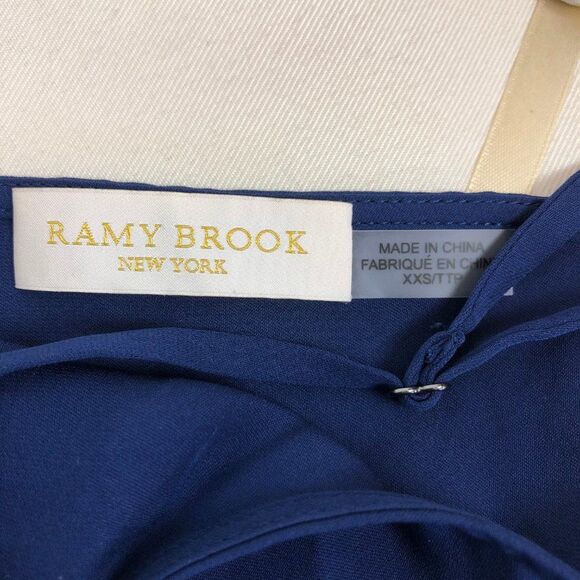 RAMY BROOK
NEW YORK
MADE IN CHINA
FABRIQUÉ EN CHIN
XXS/TTP